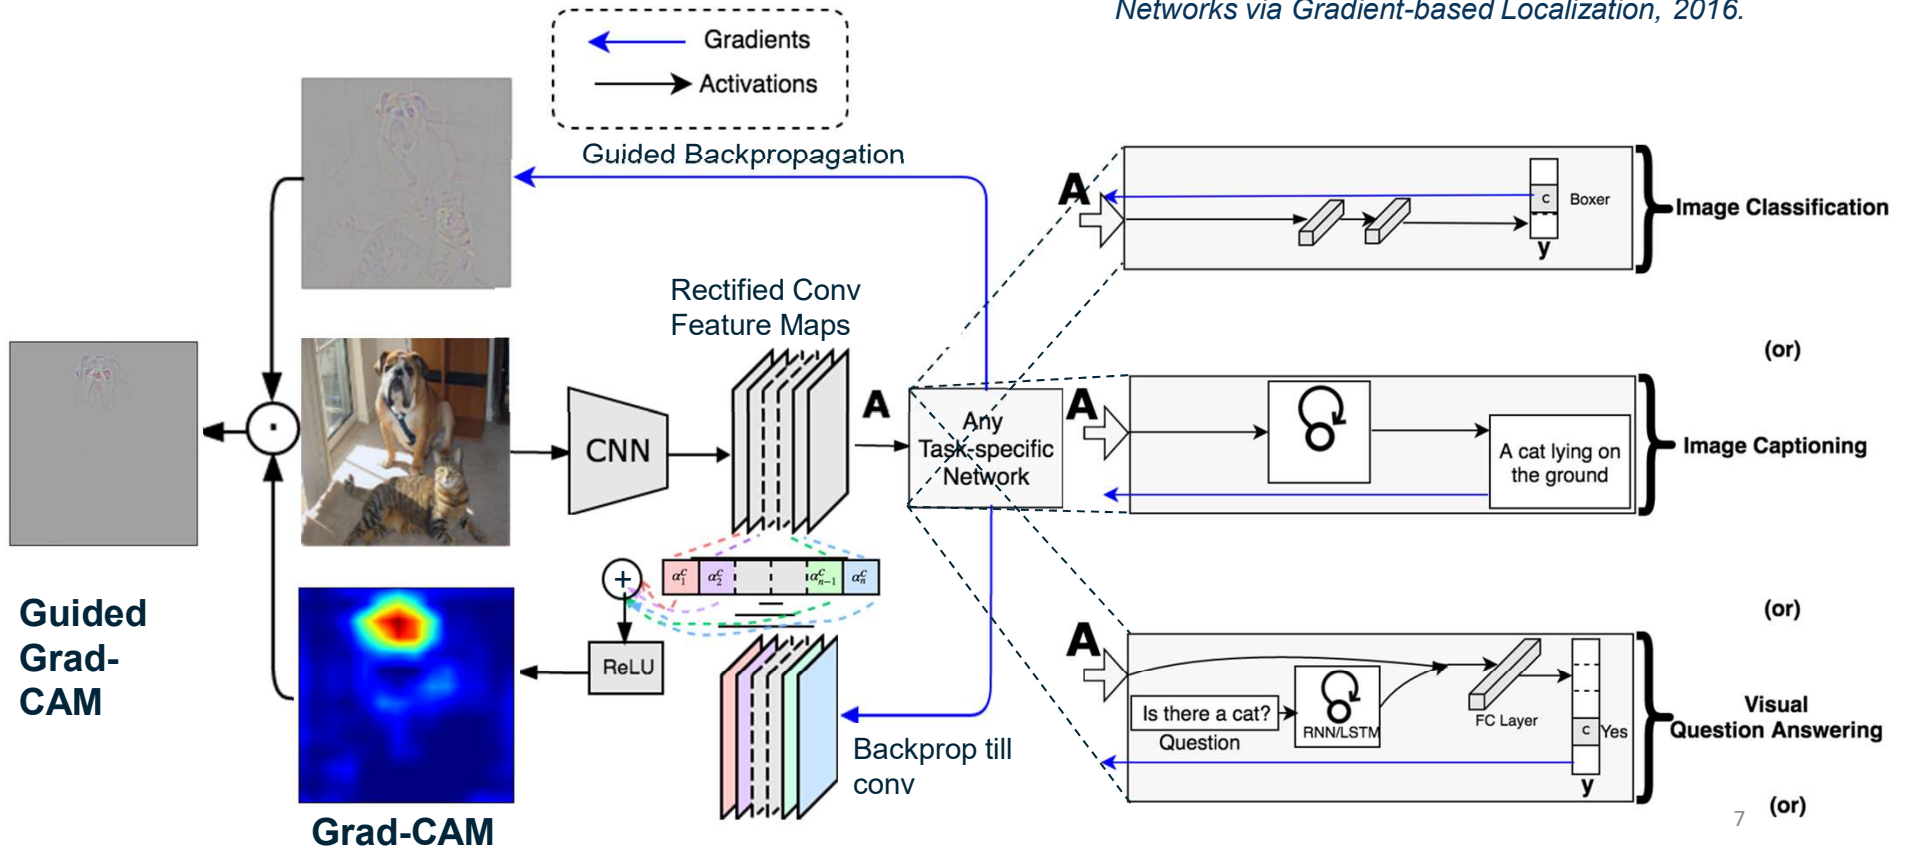 Networks via Gradient-based Localization, 2016.
Gradients
Activations
Guided Backpropagation
Rectified Conv
Feature Maps
A
CNN
Any
Task-specific
Network
α₁ᶜ
α₂ᶜ
αₙ₋₁ᶜ
αₙᶜ
+
ReLU
Backprop till
conv
Guided
Grad-
CAM
Grad-CAM
A
c
Boxer
y
Image Classification
(or)
A
A cat lying on
the ground
Image Captioning
(or)
A
Is there a cat?
Question
RNN/LSTM
FC Layer
c
Yes
y
Visual
Question Answering
(or)
7